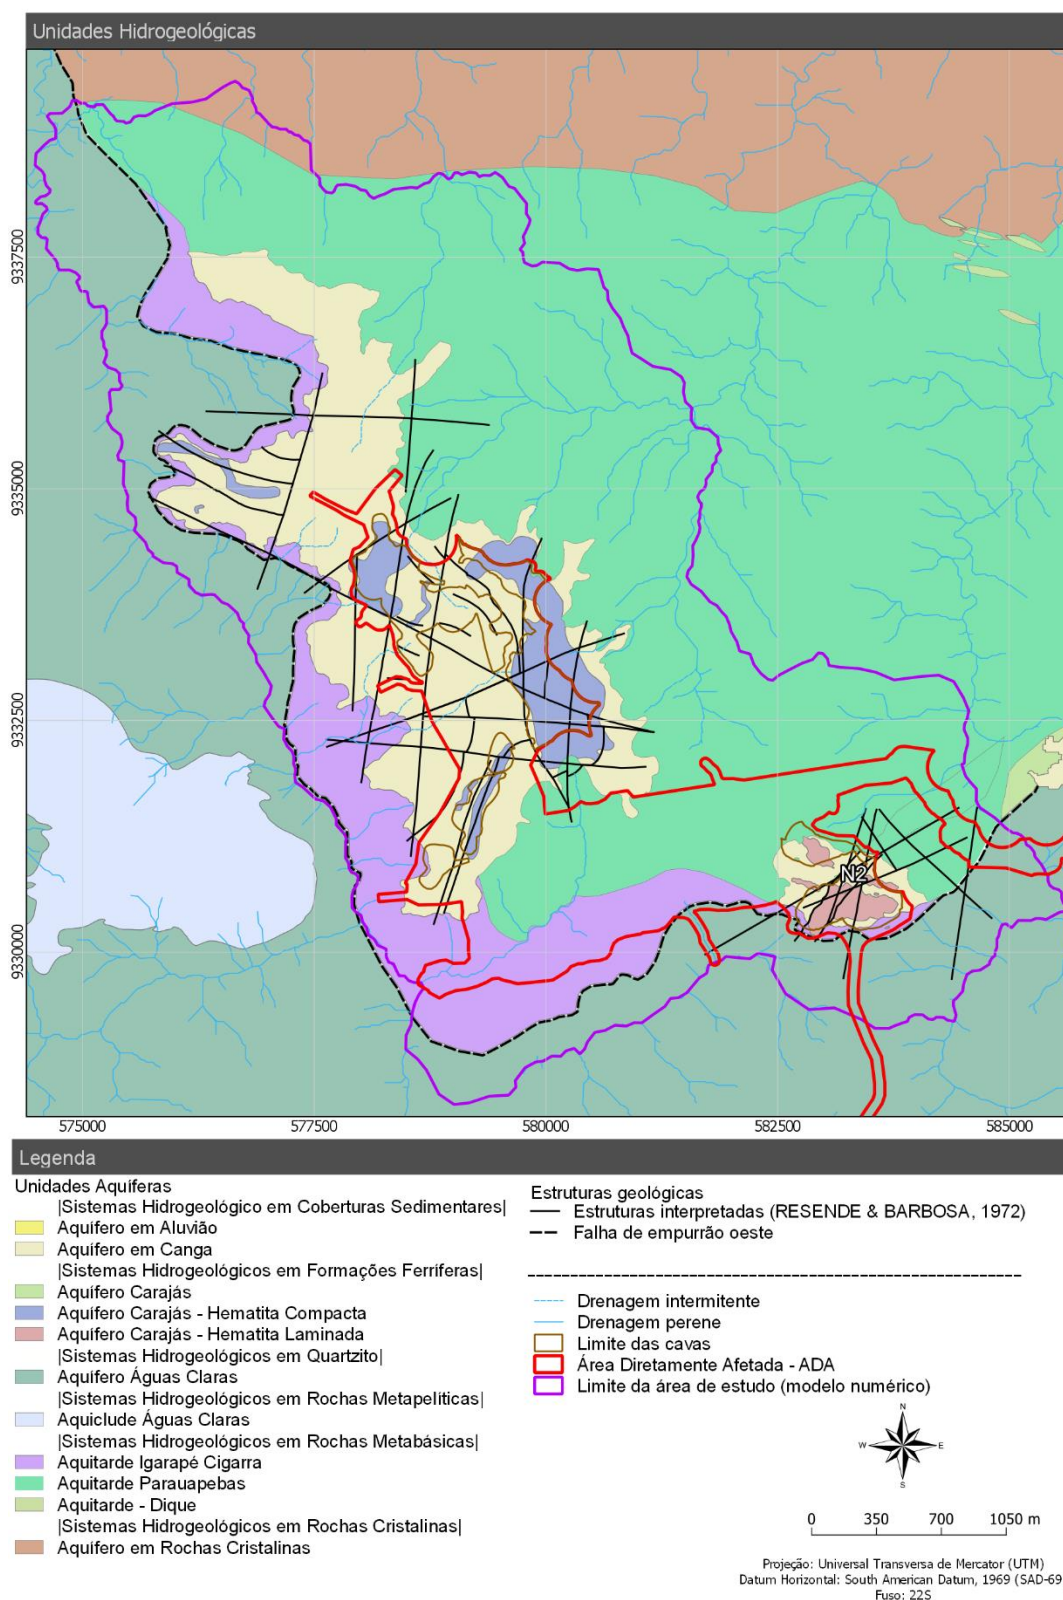 Unidades Hidrogeológicas
9337500
9335000
9332500
9330000
N2
575000
577500
580000
582500
585000
Legenda
Unidades Aquíferas
|Sistemas Hidrogeológico em Coberturas Sedimentares|
Aquífero em Aluvião
Aquífero em Canga
|Sistemas Hidrogeológicos em Formações Ferríferas|
Aquífero Carajás
Aquífero Carajás - Hematita Compacta
Aquífero Carajás - Hematita Laminada
|Sistemas Hidrogeológicos em Quartzito|
Aquífero Águas Claras
|Sistemas Hidrogeológicos em Rochas Metapelíticas|
Aquiclude Águas Claras
|Sistemas Hidrogeológicos em Rochas Metabásicas|
Aquitarde Igarapé Cigarra
Aquitarde Parauapebas
Aquitarde - Dique
|Sistemas Hidrogeológicos em Rochas Cristalinas|
Aquífero em Rochas Cristalinas
Estruturas geológicas
Estruturas interpretadas (RESENDE & BARBOSA, 1972)
Falha de empurrão oeste
Drenagem intermitente
Drenagem perene
Limite das cavas
Área Diretamente Afetada - ADA
Limite da área de estudo (modelo numérico)
N
W
E
S
0 350 700 1050 m
Projeção: Universal Transversa de Mercator (UTM)
Datum Horizontal: South American Datum, 1969 (SAD-69
Fuso: 22S